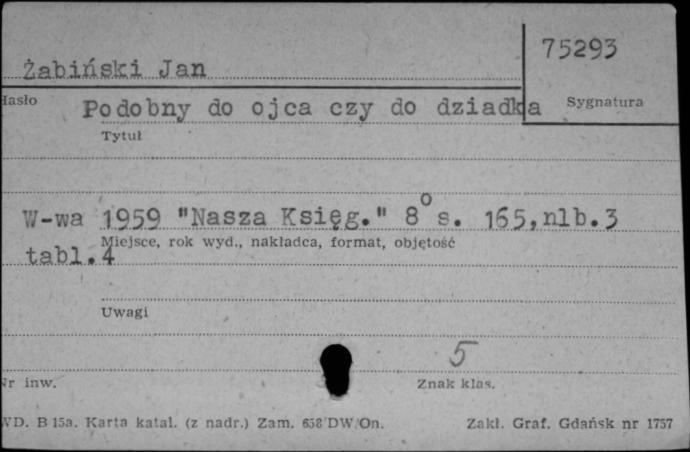 75293
Żabiński Jan
Hasło
Podobny do ojca czy do dziadka
Sygnatura
Tytuł
W-wa 1959 "Nasza Księg." 8° s. 165,nlb.3
Miejsce, rok wyd., nakładca, format, objętość
tabl.4
Uwagi
5
Nr inw.
Znak klas.
WD. B 15a. Karta katal. (z nadr.) Zam. 658/DW/On.
Zakł. Graf. Gdańsk nr 1757